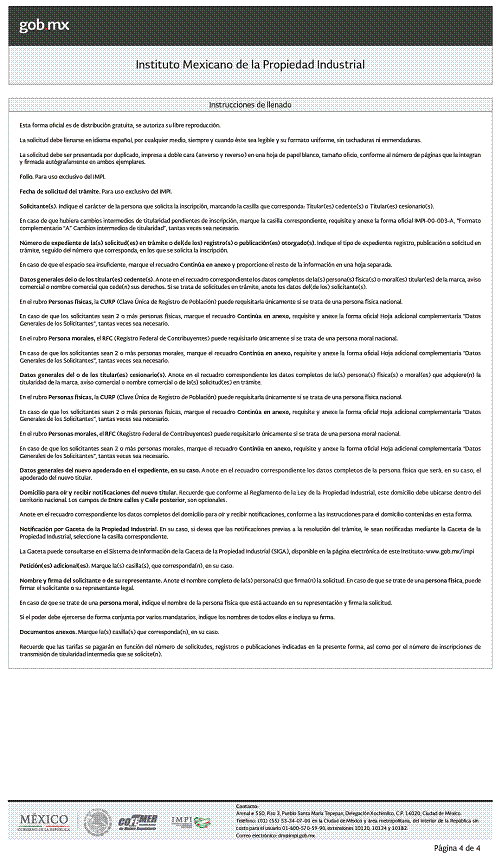 gob mx
Instituto Mexicano de la Propiedad Industrial
Instrucciones de llenado
Esta forma oficial es de distribución gratuita, se autoriza su libre reproducción.
La solicitud debe llenarse en idioma español, por cualquier medio, siempre y cuando éste sea legible y su formato uniforme, sin tachaduras ni enmendaduras.
La solicitud debe ser presentada por duplicado, impresa a doble cara (anverso y reverso) en una hoja de papel blanco, tamaño oficio, conforme al número de páginas que la integran
y firmada autógrafamente en ambos ejemplares.
Folio. Para uso exclusivo del IMPI.
Fecha de solicitud del trámite. Para uso exclusivo del IMPI.
Solicitante(s). Indique el carácter de la persona que solicita la inscripción, marcando la casilla que corresponda: Titular(es) cedente(s) o Titular(es) cesionario(s).
En caso de que hubiera cambios intermedios de titularidad pendientes de inscripción, marque la casilla correspondiente, requisite y anexe la forma oficial IMPI-00-003-A, "Formato
complementario "A" Cambios intermedios de titularidad", tantas veces sea necesario.
Número de expediente de la(s) solicitud(es) en trámite o del(de los) registro(s) o publicación(es) otorgado(s). Indique el tipo de expediente registro, publicación o solicitud en
trámite, seguido del número que corresponda, en los que se solicita la inscripción.
En caso de que el espacio sea insuficiente, marque el recuadro Continúa en anexo y proporcione el resto de la información en una hoja separada.
Datos generales del o de los titular(es) cedente(s). Anote en el recuadro correspondiente los datos completos de la(s) persona(s) física(s) o moral(es) titular(es) de la marca, aviso
comercial o nombre comercial que cede(n) sus derechos. Si se trata de solicitudes en trámite, anote los datos del(de los) solicitante(s).
En el rubro Personas físicas, la CURP (Clave Única de Registro de Población) puede requisitarla únicamente si se trata de una persona física nacional.
En caso de que los solicitantes sean 2 o más personas físicas, marque el recuadro Continúa en anexo, requisite y anexe la forma oficial Hoja adicional complementaria "Datos
Generales de los Solicitantes", tantas veces sea necesario.
En el rubro Persona morales, el RFC (Registro Federal de Contribuyentes) puede requisitarlo únicamente si se trata de una persona moral nacional.
En caso de que los solicitantes sean 2 o más personas morales, marque el recuadro Continúa en anexo, requisite y anexe la forma oficial Hoja adicional complementaria "Datos
Generales de los Solicitantes", tantas veces sea necesario.
Datos generales del o de los titular(es) cesionario(s). Anote en el recuadro correspondiente los datos completos de la(s) persona(s) física(s) o moral(es) que adquiere(n) la
titularidad de la marca, aviso comercial o nombre comercial o de la(s) solicitud(es) en trámite.
En el rubro Personas físicas, la CURP (Clave Única de Registro de Población) puede requisitarla únicamente si se trata de una persona física nacional.
En caso de que los solicitantes sean 2 o más personas físicas, marque el recuadro Continúa en anexo, requisite y anexe la forma oficial Hoja adicional complementaria "Datos
Generales de los Solicitantes", tantas veces sea necesario.
En el rubro Personas morales, el RFC (Registro Federal de Contribuyentes) puede requisitarlo únicamente si se trata de una persona moral nacional.
En caso de que los solicitantes sean 2 o más personas morales, marque el recuadro Continúa en anexo, requisite y anexe la forma oficial Hoja adicional complementaria "Datos
Generales de los Solicitantes", tantas veces sea necesario.
Datos generales del nuevo apoderado en el expediente, en su caso. Anote en el recuadro correspondiente los datos completos de la persona física que será, en su caso, el
apoderado del nuevo titular.
Domicilio para oír y recibir notificaciones del nuevo titular. Recuerde que conforme al Reglamento de la Ley de la Propiedad Industrial, este domicilio debe ubicarse dentro del
territorio nacional. Los campos de Entre calles y Calle posterior, son opcionales.
Anote en el recuadro correspondiente los datos completos del domicilio para oír y recibir notificaciones, conforme a las instrucciones para el domicilio contenidas en esta forma.
Notificación por Gaceta de la Propiedad Industrial. En su caso, si desea que las notificaciones previas a la resolución del trámite, le sean notificadas mediante la Gaceta de la
Propiedad Industrial, seleccione la casilla correspondiente.
La Gaceta puede consultarse en el Sistema de Información de la Gaceta de la Propiedad Industrial (SIGA), disponible en la página electrónica de este Instituto: www.gob.mx/impi
Petición(es) adicional(es). Marque la(s) casilla(s), que corresponda(n), en su caso.
Nombre y firma del solicitante o de su representante. Anote el nombre completo de la(s) persona(s) que firma(n) la solicitud. En caso de que se trate de una persona física, puede
firmar el solicitante o su representante legal.
En caso de que se trate de una persona moral, indique el nombre de la persona física que está actuando en su representación y firma la solicitud.
Si el poder debe ejercerse de forma conjunta por varios mandatarios, indique los nombres de todos ellos e incluya su firma.
Documentos anexos. Marque la(s) casilla(s) que corresponda(n), en su caso.
Recuerde que las tarifas se pagarán en función del número de solicitudes, registros o publicaciones indicadas en la presente forma, así como por el número de inscripciones de
transmisión de titularidad intermedia que se solicite(n).
MÉXICO
GOBIERNO DE LA REPÚBLICA
COFEMER
IMPI
Contacto:
Arenal # 550, Piso 2, Pueblo Santa María Tepepan, Delegación Xochimilco, C.P. 16020, Ciudad de México.
Teléfono: (01) (55) 53-34-07-00 en la Ciudad de México y área metropolitana, del interior de la República sin
costo para el usuario 01-800-570-59-90, extensiones 10120, 10124 y 10182.
Correo electrónico: dm@impi.gob.mx.
Página 4 de 4